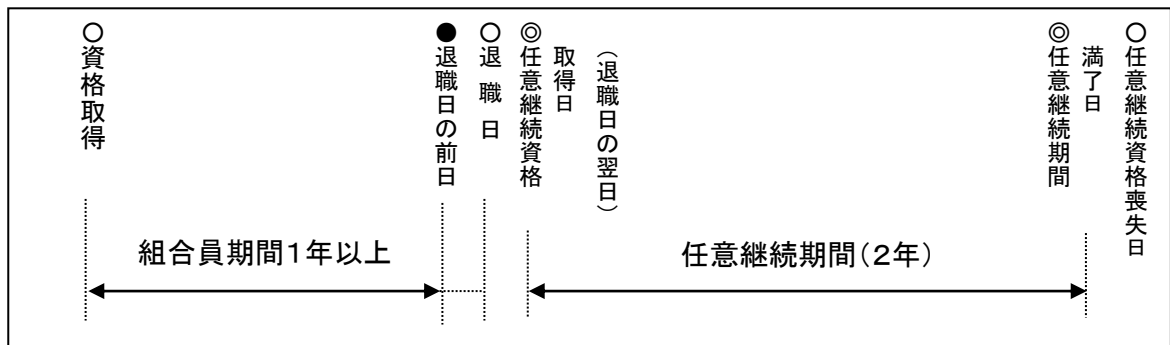 ○資格取得
●退職日の前日
○退職日
◎任意継続資格
取得日
（退職日の翌日）
◎任意継続期間
満了日
○任意継続資格喪失日
組合員期間１年以上
任意継続期間（２年）